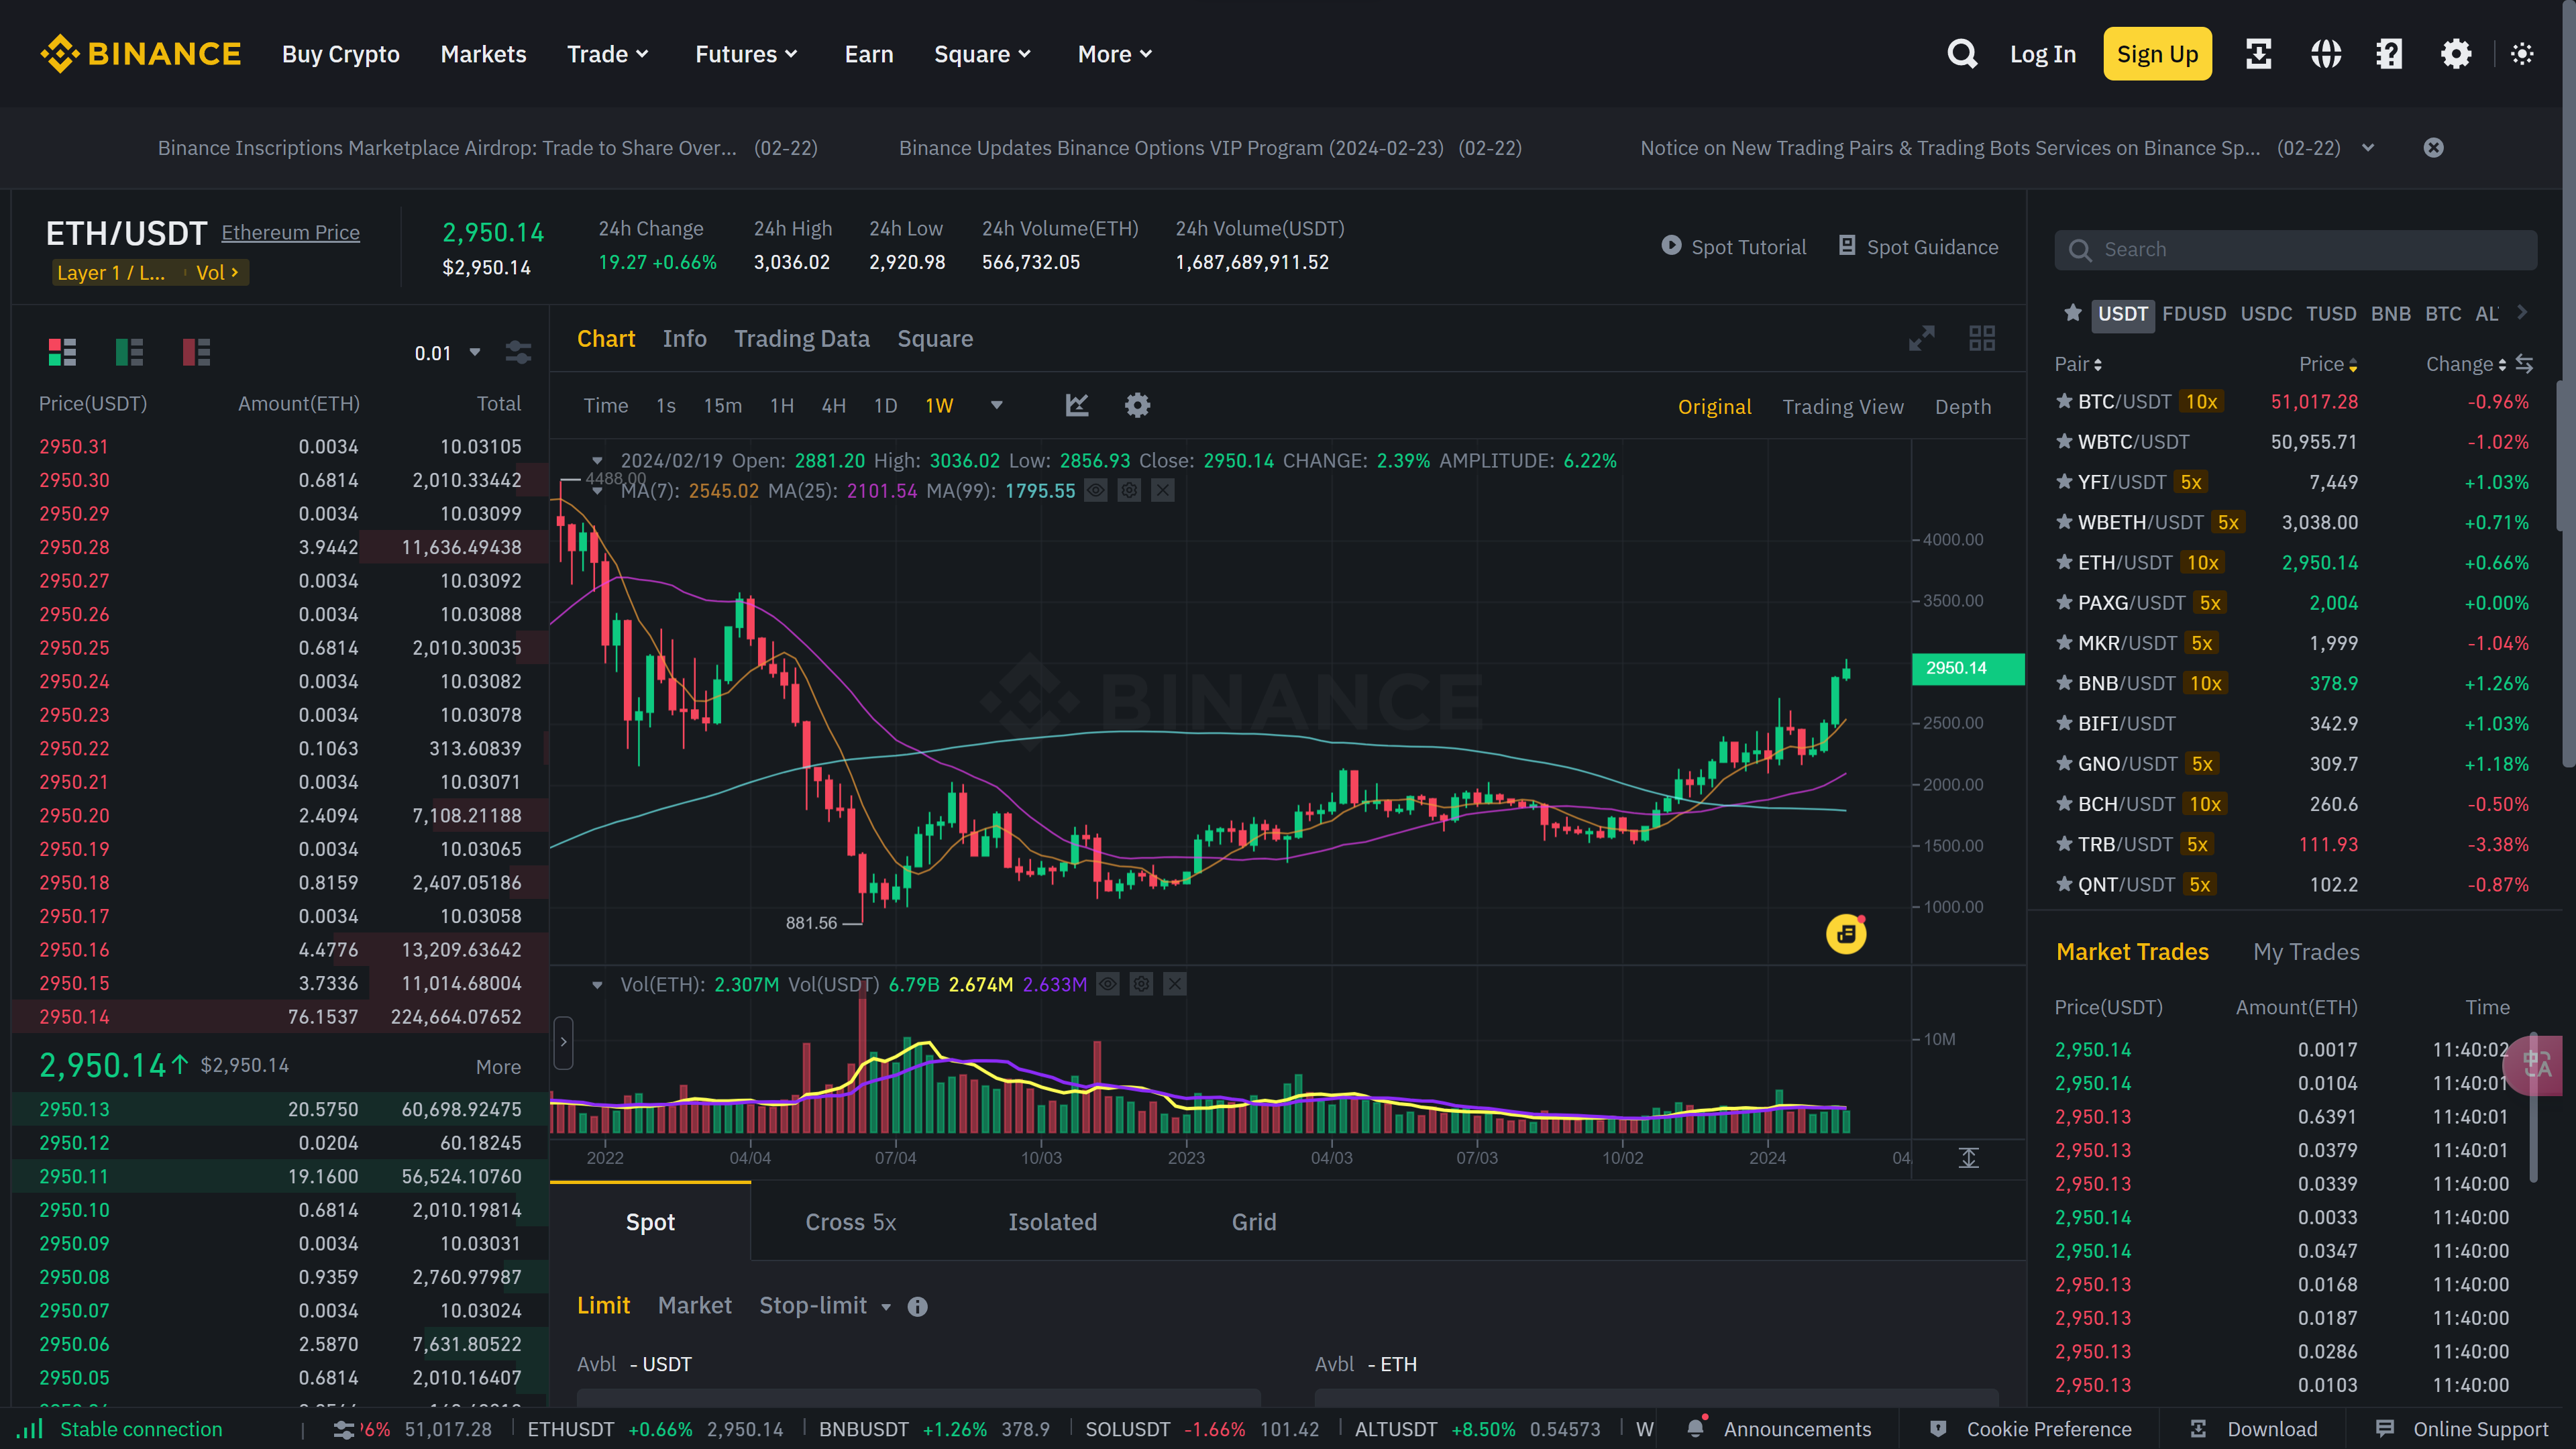 BINANCE Buy Crypto Markets Trade Futures Earn Square More Log In Sign Up
Binance Inscriptions Marketplace Airdrop: Trade to Share Over... (02-22) Binance Updates Binance Options VIP Program (2024-02-23) (02-22) Notice on New Trading Pairs & Trading Bots Services on Binance Sp... (02-22)
ETH/USDT Ethereum Price
Layer 1 / L... Vol
2,950.14
$2,950.14
24h Change
19.27 +0.66%
24h High
3,036.02
24h Low
2,920.98
24h Volume(ETH)
566,732.05
24h Volume(USDT)
1,687,689,911.52
Spot Tutorial Spot Guidance
0.01
Price(USDT) Amount(ETH) Total
2950.31 0.0034 10.03105
2950.30 0.6814 2,010.33442
2950.29 0.0034 10.03099
2950.28 3.9442 11,636.49438
2950.27 0.0034 10.03092
2950.26 0.0034 10.03088
2950.25 0.6814 2,010.30035
2950.24 0.0034 10.03082
2950.23 0.0034 10.03078
2950.22 0.1063 313.60839
2950.21 0.0034 10.03071
2950.20 2.4094 7,108.21188
2950.19 0.0034 10.03065
2950.18 0.8159 2,407.05186
2950.17 0.0034 10.03058
2950.16 4.4776 13,209.63642
2950.15 3.7336 11,014.68004
2950.14 76.1537 224,664.07652
2,950.14 $2,950.14 More
2950.13 20.5750 60,698.92475
2950.12 0.0204 60.18245
2950.11 19.1600 56,524.10760
2950.10 0.6814 2,010.19814
2950.09 0.0034 10.03031
2950.08 0.9359 2,760.97987
2950.07 0.0034 10.03024
2950.06 2.5870 7,631.80522
2950.05 0.6814 2,010.16407
Chart Info Trading Data Square
Time 1s 15m 1H 4H 1D 1W
Original Trading View Depth
2024/02/19 Open: 2881.20 High: 3036.02 Low: 2856.93 Close: 2950.14 CHANGE: 2.39% AMPLITUDE: 6.22%
4488.00
MA(7): 2545.02 MA(25): 2101.54 MA(99): 1795.55
4000.00
3500.00
2950.14
BINANCE
2500.00
2000.00
1500.00
1000.00
881.56
Vol(ETH): 2.307M Vol(USDT) 6.79B 2.674M 2.633M
10M
2022 04/04 07/04 10/03 2023 04/03 07/03 10/02 2024 04
Spot Cross 5x Isolated Grid
Limit Market Stop-limit
Avbl - USDT
Avbl - ETH
Search
USDT FDUSD USDC TUSD BNB BTC AL
Pair Price Change
BTC/USDT 10x 51,017.28 -0.96%
WBTC/USDT 50,955.71 -1.02%
YFI/USDT 5x 7,449 +1.03%
WBETH/USDT 5x 3,038.00 +0.71%
ETH/USDT 10x 2,950.14 +0.66%
PAXG/USDT 5x 2,004 +0.00%
MKR/USDT 5x 1,999 -1.04%
BNB/USDT 10x 378.9 +1.26%
BIFI/USDT 342.9 +1.03%
GNO/USDT 5x 309.7 +1.18%
BCH/USDT 10x 260.6 -0.50%
TRB/USDT 5x 111.93 -3.38%
QNT/USDT 5x 102.2 -0.87%
Market Trades My Trades
Price(USDT) Amount(ETH) Time
2,950.14 0.0017 11:40:02
2,950.14 0.0104 11:40:01
2,950.13 0.6391 11:40:01
2,950.13 0.0379 11:40:01
2,950.13 0.0339 11:40:00
2,950.14 0.0033 11:40:00
2,950.14 0.0347 11:40:00
2,950.13 0.0168 11:40:00
2,950.13 0.0187 11:40:00
2,950.13 0.0286 11:40:00
2,950.13 0.0103 11:40:00
Stable connection 6% 51,017.28 ETHUSDT +0.66% 2,950.14 BNBUSDT +1.26% 378.9 SOLUSDT -1.66% 101.42 ALTUSDT +8.50% 0.54573 W Announcements Cookie Preference Download Online Support